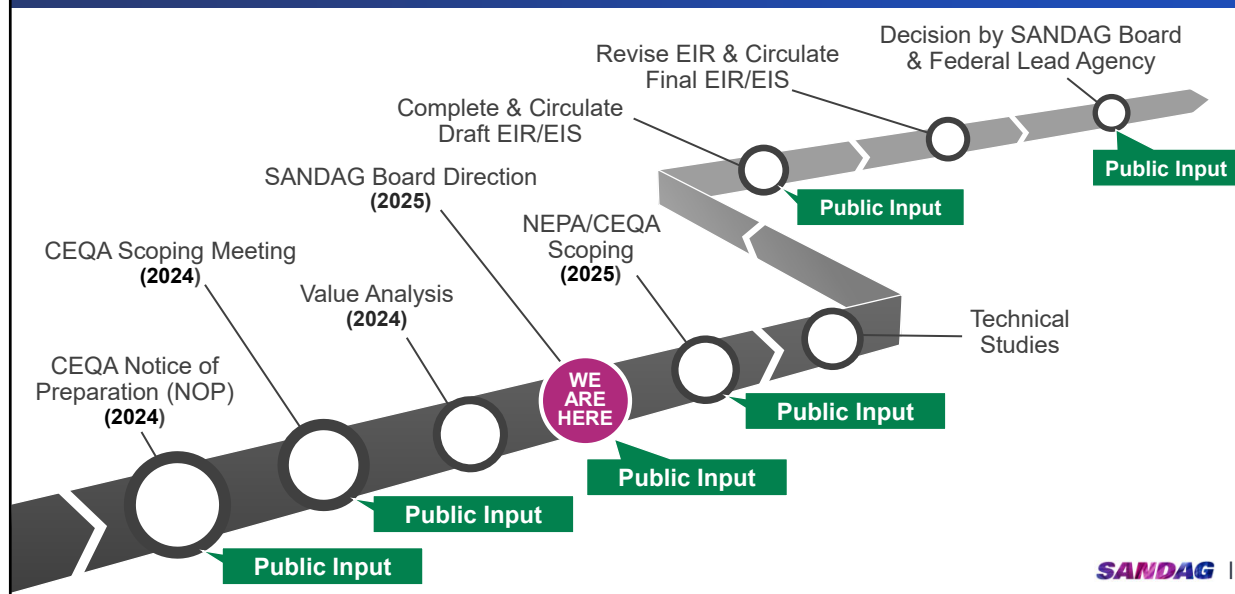 Decision by SANDAG Board
& Federal Lead Agency
Revise EIR & Circulate
Final EIR/EIS
Complete & Circulate
Draft EIR/EIS
Public Input
SANDAG Board Direction
(2025)
Public Input
NEPA/CEQA
Scoping
(2025)
CEQA Scoping Meeting
(2024)
Value Analysis
(2024)
Technical
Studies
CEQA Notice of
Preparation (NOP)
(2024)
WE
ARE
HERE
Public Input
Public Input
Public Input
Public Input
SANDAG |